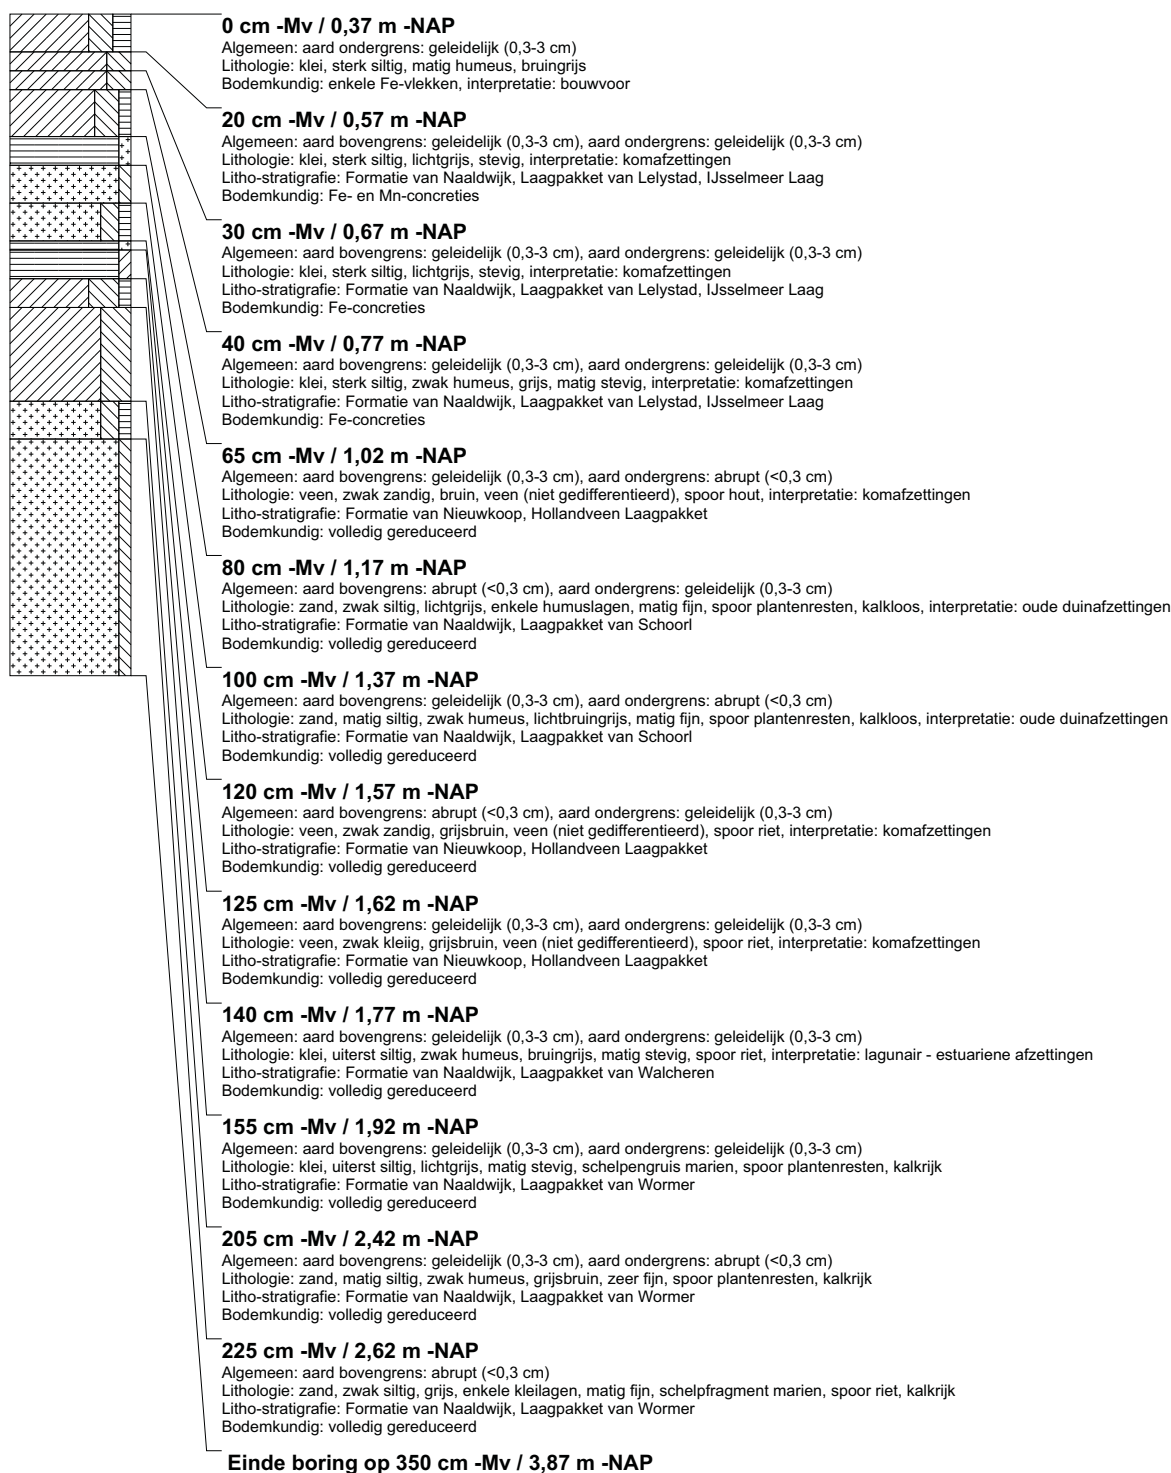 0 cm -Mv / 0,37 m -NAP
Algemeen: aard ondergrens: geleidelijk (0,3-3 cm)
Lithologie: klei, sterk siltig, matig humeus, bruingrijs
Bodemkundig: enkele Fe-vlekken, interpretatie: bouwvoor
20 cm -Mv / 0,57 m -NAP
Algemeen: aard bovengrens: geleidelijk (0,3-3 cm), aard ondergrens: geleidelijk (0,3-3 cm)
Lithologie: klei, sterk siltig, lichtgrijs, stevig, interpretatie: komafzettingen
Litho-stratigrafie: Formatie van Naaldwijk, Laagpakket van Lelystad, IJsselmeer Laag
Bodemkundig: Fe- en Mn-concreties
30 cm -Mv / 0,67 m -NAP
Algemeen: aard bovengrens: geleidelijk (0,3-3 cm), aard ondergrens: geleidelijk (0,3-3 cm)
Lithologie: klei, sterk siltig, lichtgrijs, stevig, interpretatie: komafzettingen
Litho-stratigrafie: Formatie van Naaldwijk, Laagpakket van Lelystad, IJsselmeer Laag
Bodemkundig: Fe-concreties
40 cm -Mv / 0,77 m -NAP
Algemeen: aard bovengrens: geleidelijk (0,3-3 cm), aard ondergrens: geleidelijk (0,3-3 cm)
Lithologie: klei, sterk siltig, zwak humeus, grijs, matig stevig, interpretatie: komafzettingen
Litho-stratigrafie: Formatie van Naaldwijk, Laagpakket van Lelystad, IJsselmeer Laag
Bodemkundig: Fe-concreties
65 cm -Mv / 1,02 m -NAP
Algemeen: aard bovengrens: geleidelijk (0,3-3 cm), aard ondergrens: abrupt (<0,3 cm)
Lithologie: veen, zwak zandig, bruin, veen (niet gedifferentieerd), spoor hout, interpretatie: komafzettingen
Litho-stratigrafie: Formatie van Nieuwkoop, Hollandveen Laagpakket
Bodemkundig: volledig gereduceerd
80 cm -Mv / 1,17 m -NAP
Algemeen: aard bovengrens: abrupt (<0,3 cm), aard ondergrens: geleidelijk (0,3-3 cm)
Lithologie: zand, zwak siltig, lichtgrijs, enkele humuslagen, matig fijn, spoor plantenresten, kalkloos, interpretatie: oude duinafzettingen
Litho-stratigrafie: Formatie van Naaldwijk, Laagpakket van Schoorl
Bodemkundig: volledig gereduceerd
100 cm -Mv / 1,37 m -NAP
Algemeen: aard bovengrens: geleidelijk (0,3-3 cm), aard ondergrens: abrupt (<0,3 cm)
Lithologie: zand, matig siltig, zwak humeus, lichtbruingrijs, matig fijn, spoor plantenresten, kalkloos, interpretatie: oude duinafzettingen
Litho-stratigrafie: Formatie van Naaldwijk, Laagpakket van Schoorl
Bodemkundig: volledig gereduceerd
120 cm -Mv / 1,57 m -NAP
Algemeen: aard bovengrens: abrupt (<0,3 cm), aard ondergrens: geleidelijk (0,3-3 cm)
Lithologie: veen, zwak zandig, grijsbruin, veen (niet gedifferentieerd), spoor riet, interpretatie: komafzettingen
Litho-stratigrafie: Formatie van Nieuwkoop, Hollandveen Laagpakket
Bodemkundig: volledig gereduceerd
125 cm -Mv / 1,62 m -NAP
Algemeen: aard bovengrens: geleidelijk (0,3-3 cm), aard ondergrens: geleidelijk (0,3-3 cm)
Lithologie: veen, zwak kleiig, grijsbruin, veen (niet gedifferentieerd), spoor riet, interpretatie: komafzettingen
Litho-stratigrafie: Formatie van Nieuwkoop, Hollandveen Laagpakket
Bodemkundig: volledig gereduceerd
140 cm -Mv / 1,77 m -NAP
Algemeen: aard bovengrens: geleidelijk (0,3-3 cm), aard ondergrens: geleidelijk (0,3-3 cm)
Lithologie: klei, uiterst siltig, zwak humeus, bruingrijs, matig stevig, spoor riet, interpretatie: lagunair - estuariene afzettingen
Litho-stratigrafie: Formatie van Naaldwijk, Laagpakket van Walcheren
Bodemkundig: volledig gereduceerd
155 cm -Mv / 1,92 m -NAP
Algemeen: aard bovengrens: geleidelijk (0,3-3 cm), aard ondergrens: geleidelijk (0,3-3 cm)
Lithologie: klei, uiterst siltig, lichtgrijs, matig stevig, schelpengruis marien, spoor plantenresten, kalkrijk
Litho-stratigrafie: Formatie van Naaldwijk, Laagpakket van Wormer
Bodemkundig: volledig gereduceerd
205 cm -Mv / 2,42 m -NAP
Algemeen: aard bovengrens: geleidelijk (0,3-3 cm), aard ondergrens: abrupt (<0,3 cm)
Lithologie: zand, matig siltig, zwak humeus, grijsbruin, zeer fijn, spoor plantenresten, kalkrijk
Litho-stratigrafie: Formatie van Naaldwijk, Laagpakket van Wormer
Bodemkundig: volledig gereduceerd
225 cm -Mv / 2,62 m -NAP
Algemeen: aard bovengrens: abrupt (<0,3 cm)
Lithologie: zand, zwak siltig, grijs, enkele kleilagen, matig fijn, schelpfragment marien, spoor riet, kalkrijk
Litho-stratigrafie: Formatie van Naaldwijk, Laagpakket van Wormer
Bodemkundig: volledig gereduceerd
Einde boring op 350 cm -Mv / 3,87 m -NAP